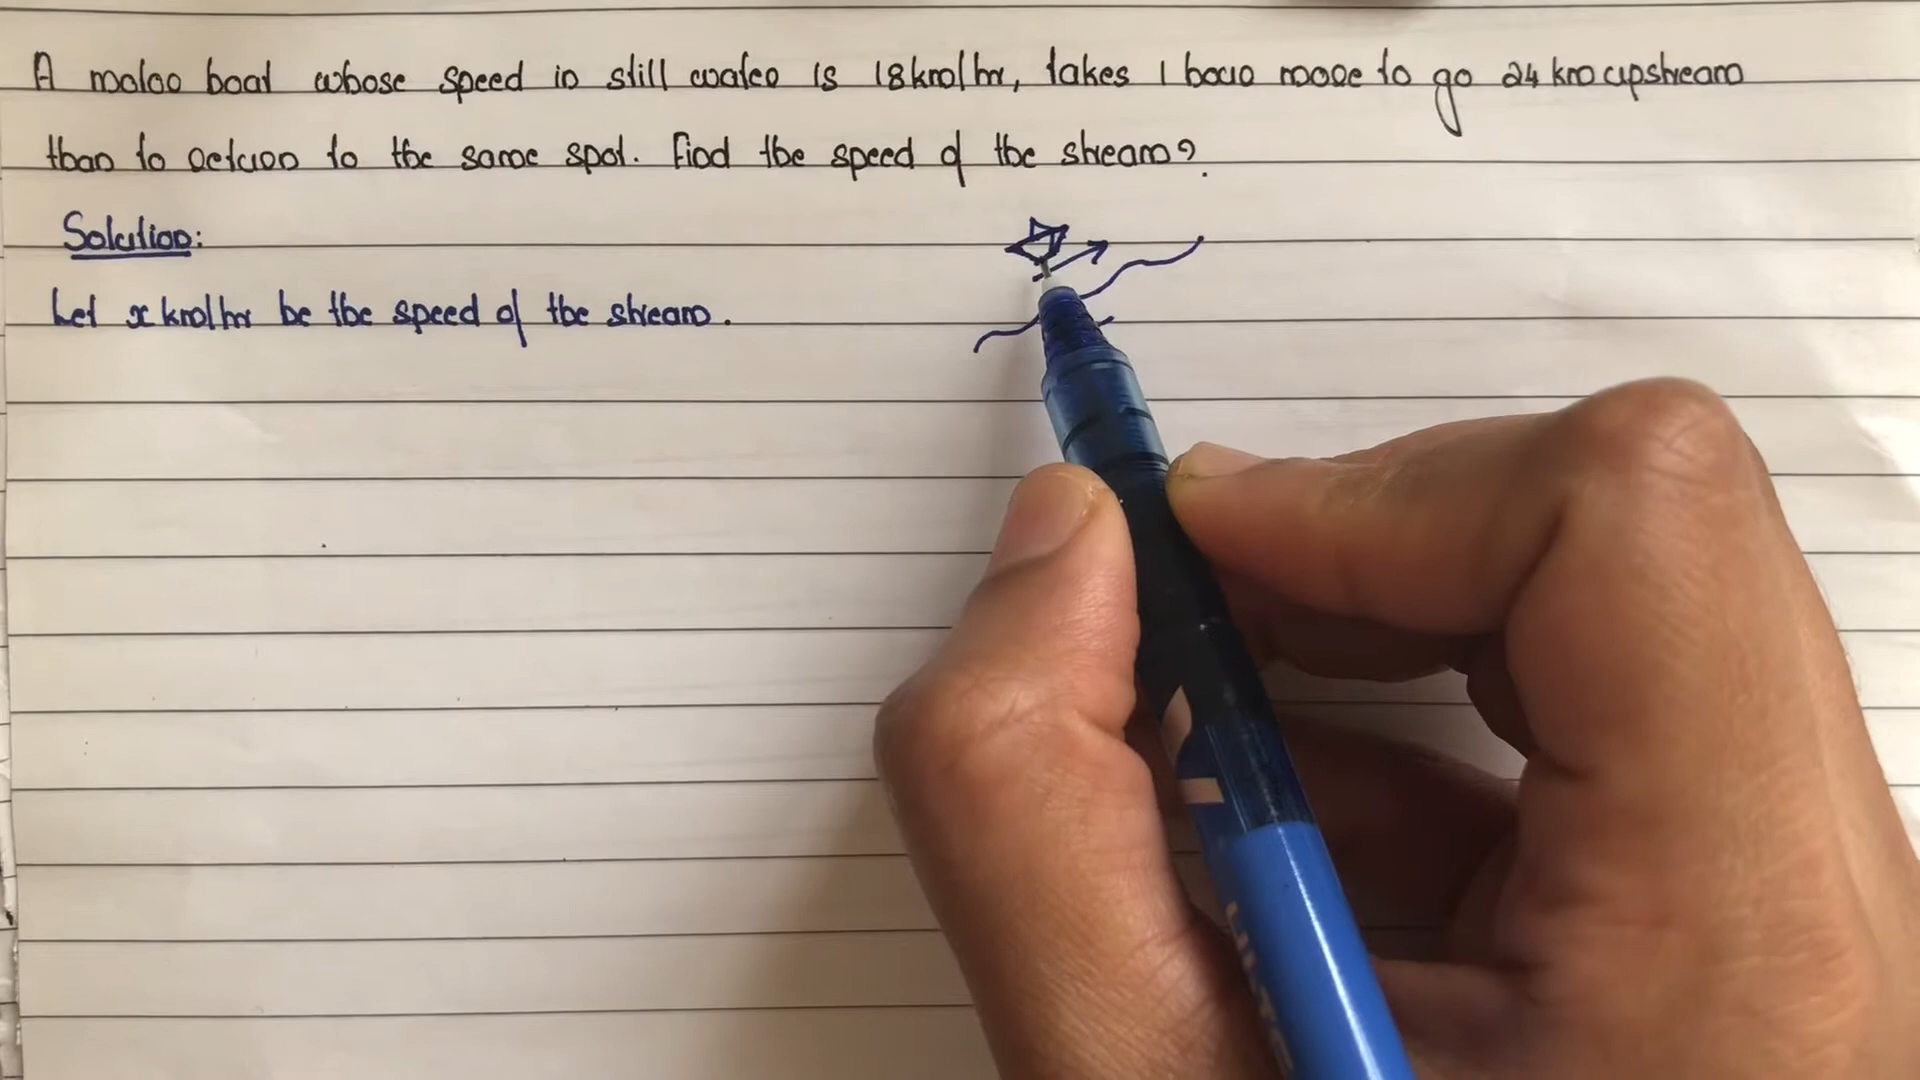 A motor boat whose speed in still water is 18km/hr, takes 1 hour more to go 24km upstream
than to return to the same spot. Find the speed of the stream?
Solution:
Let x km/hr be the speed of the stream.